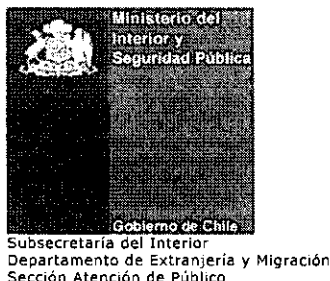 Ministerio del
Interior y
Seguridad Pública
Gobierno de Chile
Subsecretaría del Interior
Departamento de Extranjería y Migración
Sección Atención de Público